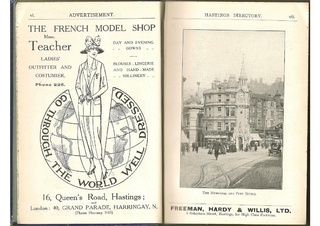 vi. ADVERTISEMENT.
THE FRENCH MODEL SHOP
Mme.
Teacher
LADIES'
OUTFITTER AND
COSTUMIER.
Phone 226.
DAY AND EVENING
GOWNS
BLOUSES, LINGERIE
AND HAND-MADE
MILLINERY
GO THROUGH THE WORLD WELL DRESSED
16, Queen's Road, Hastings;
and
London: 40, GRAND PARADE, HARRINGAY, N.
HASTINGS DIRECTORY. vii.
FREEMAN, HARDY & WILLIS, LTD.